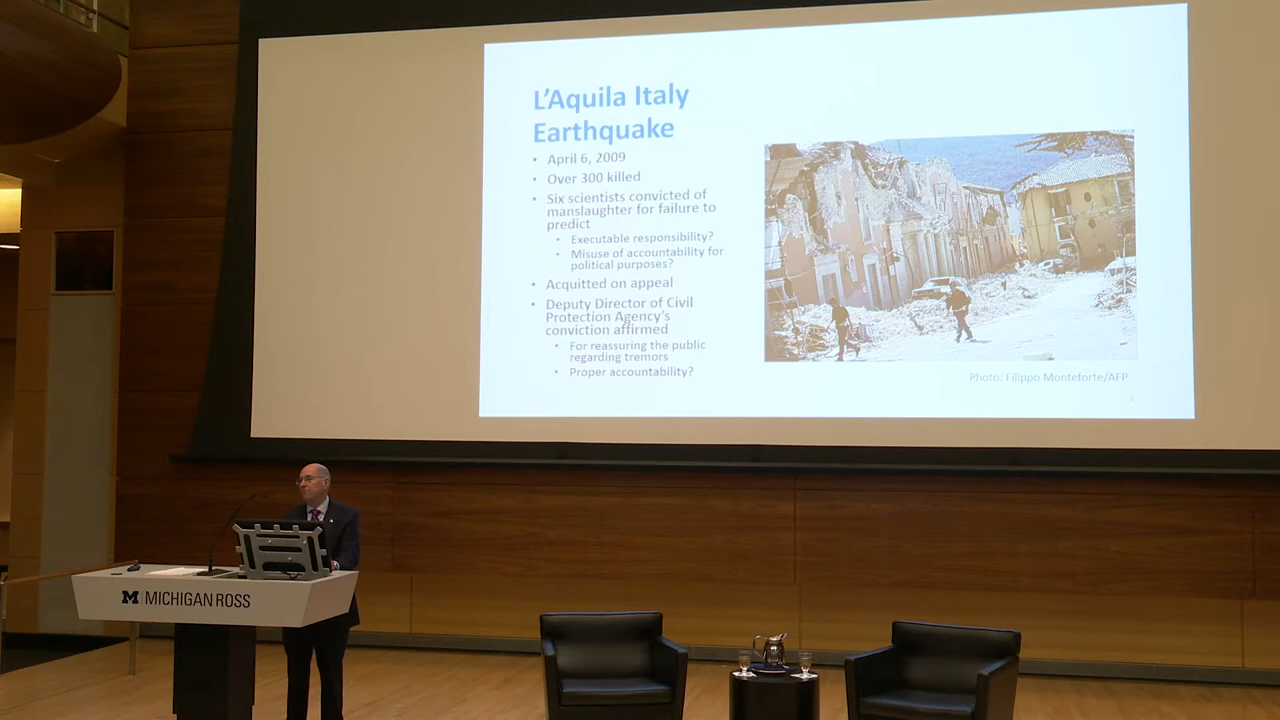 L'Aquila Italy
Earthquake
• April 6, 2009
• Over 300 killed
• Six scientists convicted of
manslaughter for failure to
predict
• Executable responsibility?
• Misuse of accountability for
political purposes?
• Acquitted on appeal
• Deputy Director of Civil
Protection Agency's
conviction affirmed
• For reassuring the public
regarding tremors
• Proper accountability?
Photo: Filippo Monteforte/AFP
M | MICHIGAN ROSS